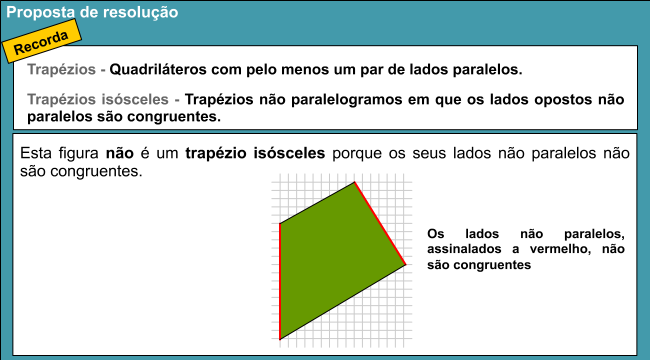 Proposta de resolução
Recorda
Trapézios - Quadriláteros com pelo menos um par de lados paralelos.
Trapézios isósceles - Trapézios não paralelogramos em que os lados opostos não
paralelos são congruentes.
Esta figura não é um trapézio isósceles porque os seus lados não paralelos não
são congruentes.
Os lados não paralelos,
assinalados a vermelho, não
são congruentes